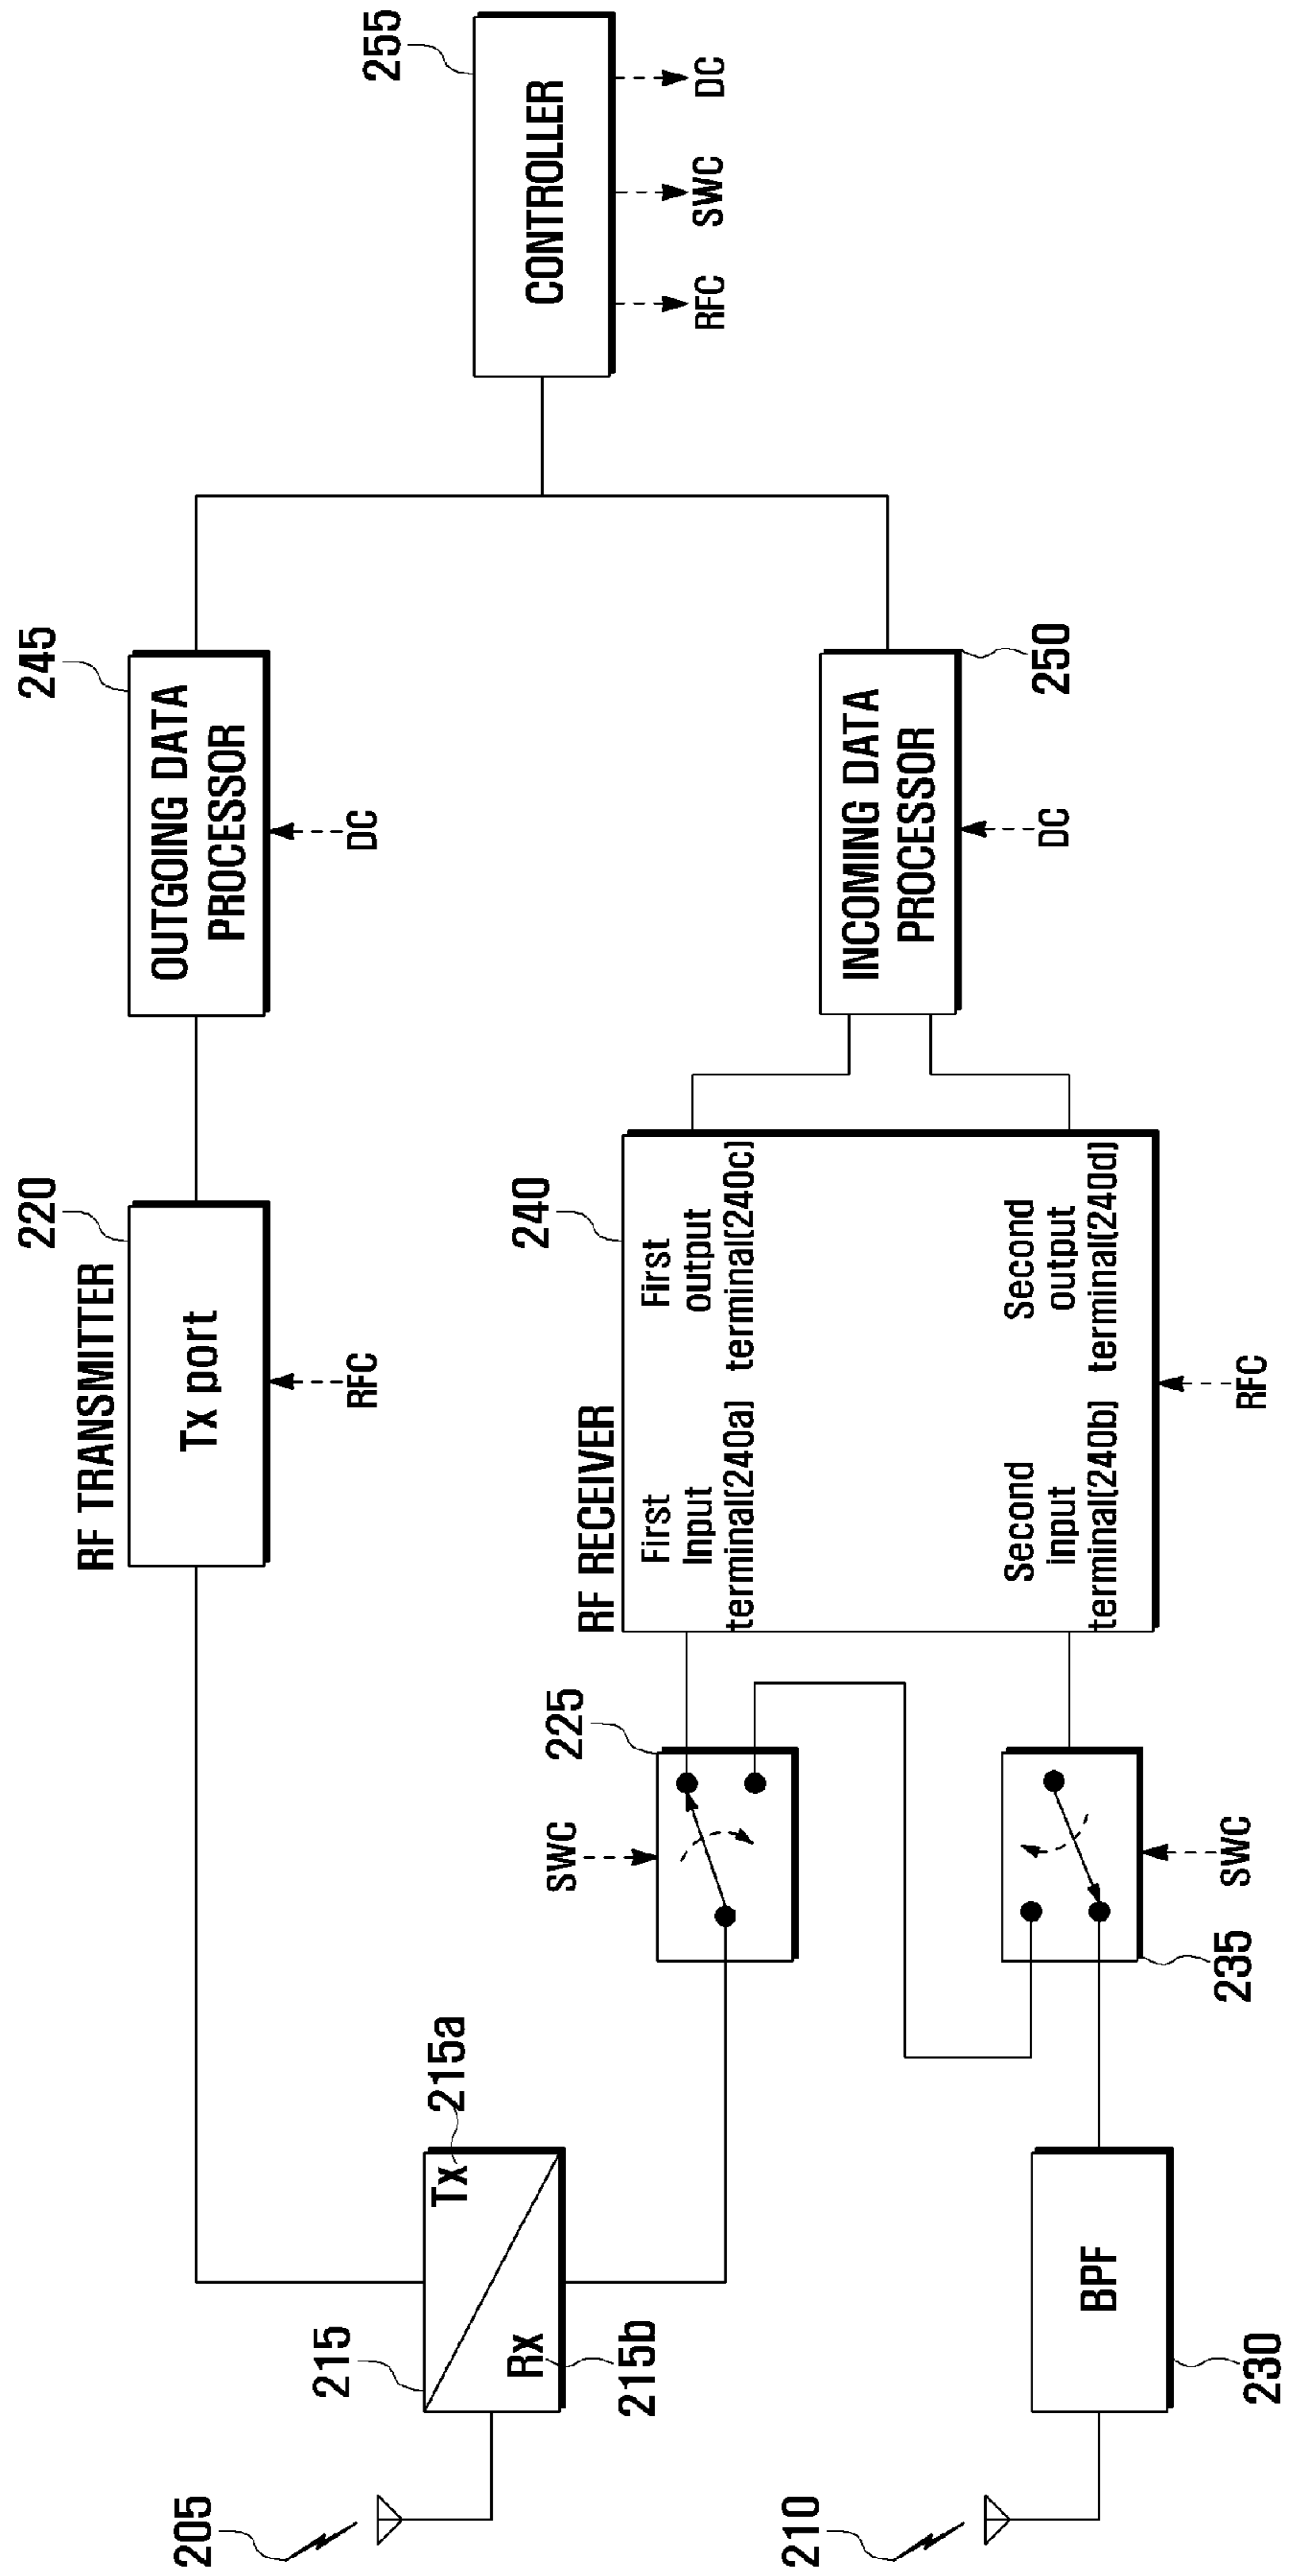 205
215
Tx
215a
Rx
215b
RF TRANSMITTER
220
Tx port
RFC
245
OUTGOING DATA
PROCESSOR
DC
255
CONTROLLER
RFC
SWC
DC
SWC
225
RF RECEIVER
240
First
Input
terminal(240a)
First
output
terminal(240c)
Second
input
terminal(240b)
Second
output
terminal(240d)
RFC
INCOMING DATA
PROCESSOR
250
DC
210
BPF
230
235
SWC